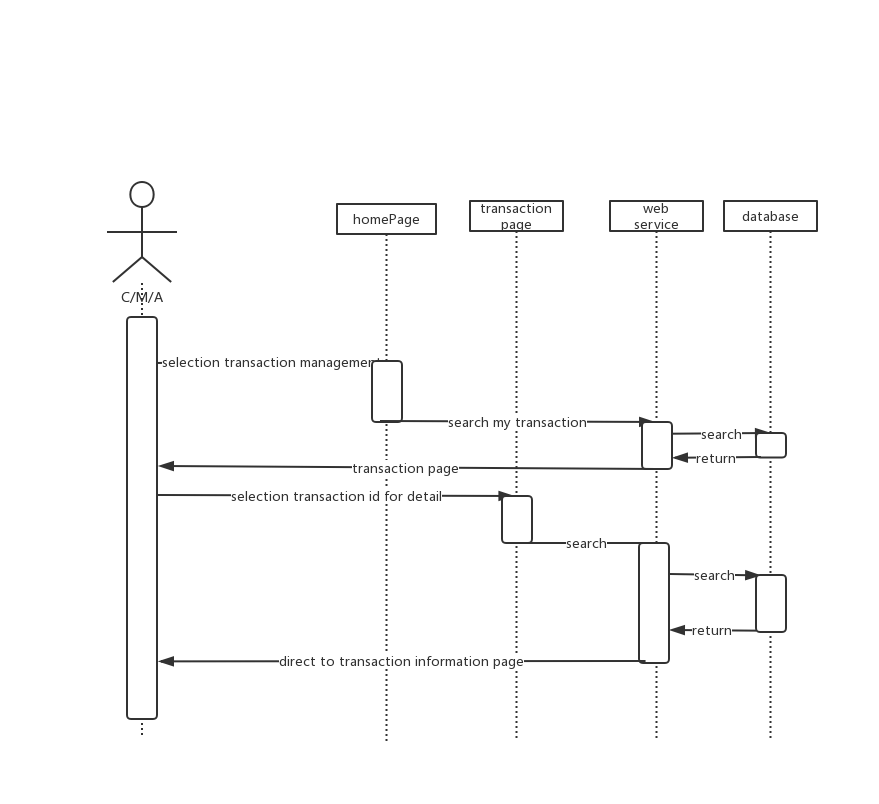 homePage
transaction
page
web
service
database
C/M/A
selection transaction management
search my transaction
search
return
transaction page
selection transaction id for detail
search
search
return
direct to transaction information page